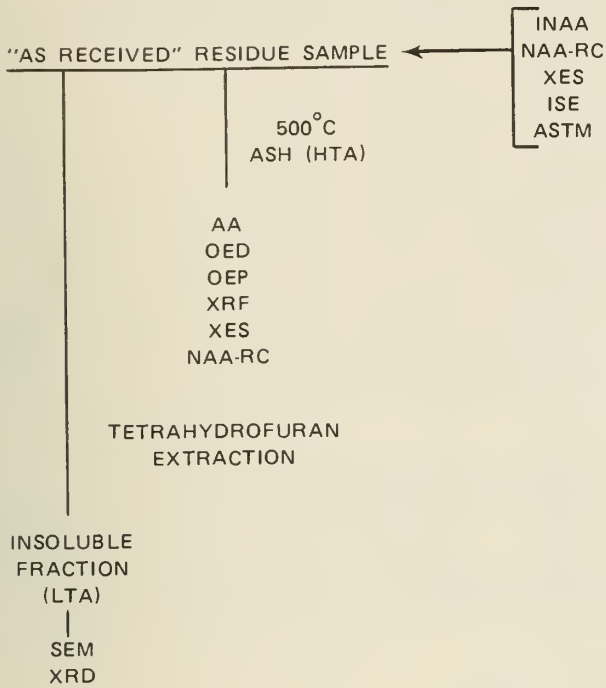 "AS RECEIVED" RESIDUE SAMPLE
INAA
NAA-RC
XES
ISE
ASTM
500°C
ASH (HTA)
AA
OED
OEP
XRF
XES
NAA-RC
TETRAHYDROFURAN
EXTRACTION
INSOLUBLE
FRACTION
(LTA)
SEM
XRD